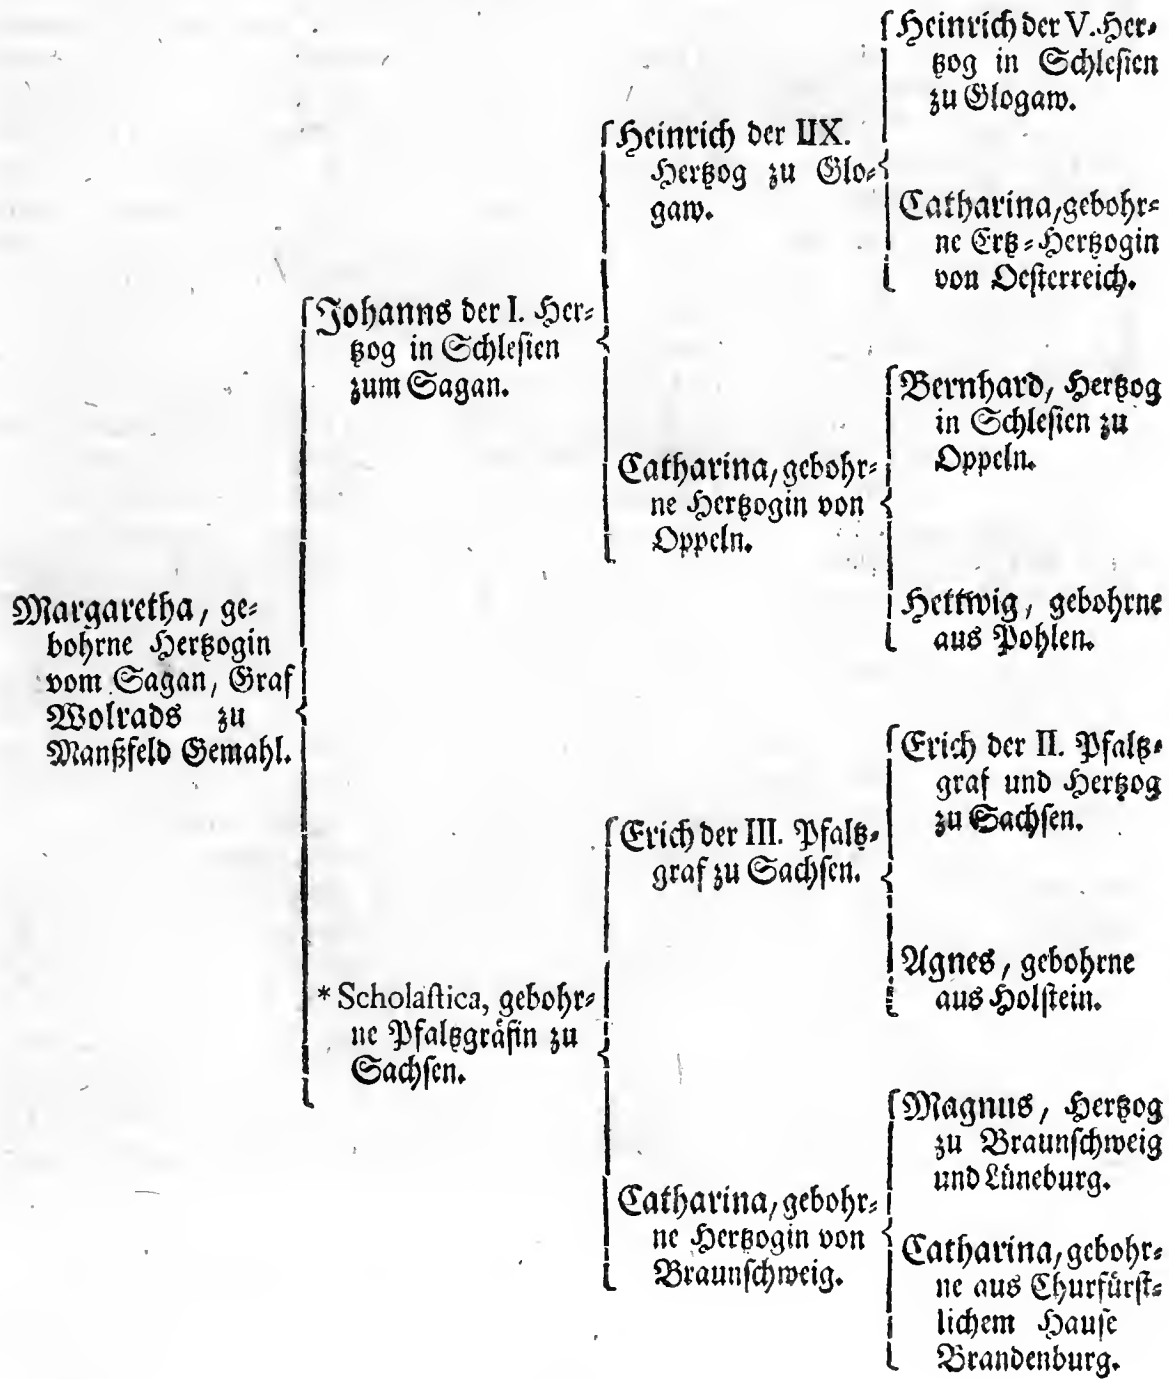 Margaretha, ge⸗
bohrne Hertzogin
vom Sagan, Graf
Wolrads zu
Manßfeld Gemahl.
Johanns der I. Her⸗
tzog in Schlesien
zum Sagan.
* Scholastica, gebohr⸗
ne Pfaltzgräfin zu
Sachsen.
Heinrich der IIX.
Hertzog zu Glo⸗
gaw.
Catharina, gebohr⸗
ne Hertzogin von
Oppeln.
Erich der III. Pfaltz⸗
graf zu Sachsen.
Catharina, gebohr⸗
ne Hertzogin von
Braunschweig.
Heinrich der V. Her⸗
tzog in Schlesien
zu Glogaw.
Catharina, gebohr⸗
ne Ertz⸗Hertzogin
von Oesterreich.
Bernhard, Hertzog
in Schlesien zu
Oppeln.
Hettwig, gebohrne
aus Pohlen.
Erich der II. Pfaltz⸗
graf und Hertzog
zu Sachsen.
Agnes, gebohrne
aus Holstein.
Magnus, Hertzog
zu Braunschweig
und Lüneburg.
Catharina, gebohr⸗
ne aus Churfürst⸗
lichem Hause
Brandenburg.